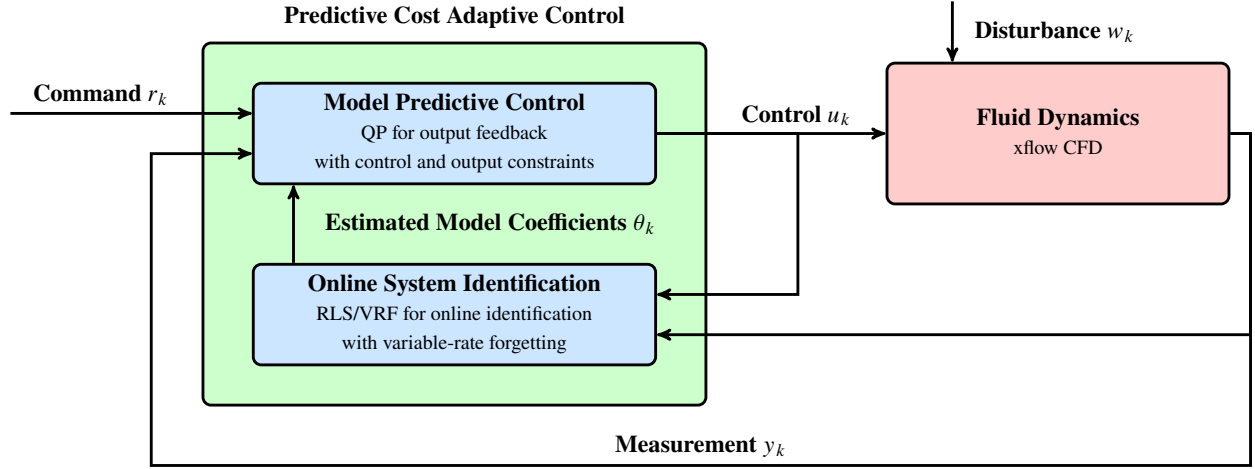 Predictive Cost Adaptive Control
Disturbance w_k
Command r_k
Model Predictive Control
QP for output feedback
with control and output constraints
Control u_k
Fluid Dynamics
xflow CFD
Estimated Model Coefficients θ_k
Online System Identification
RLS/VRF for online identification
with variable-rate forgetting
Measurement y_k